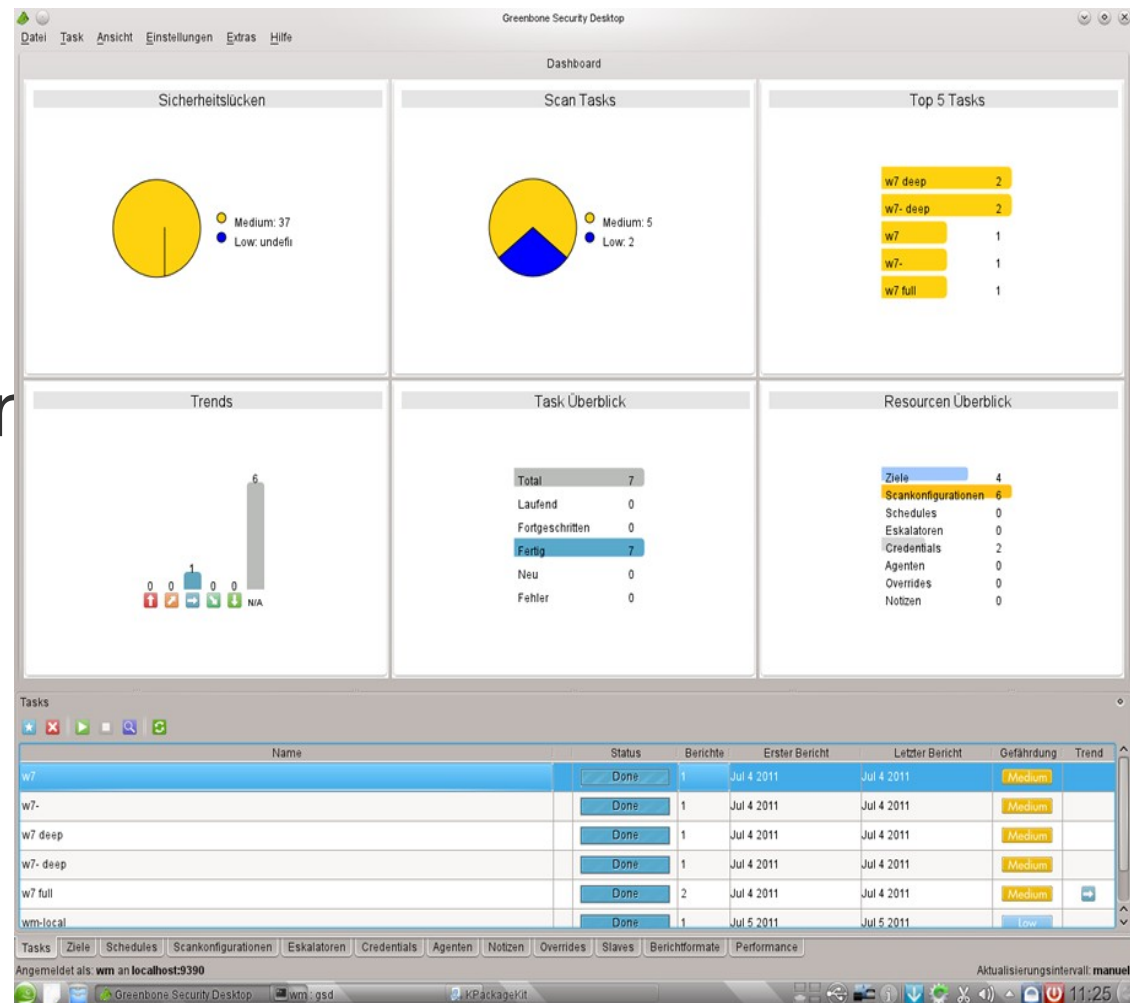 Greenbone Security Desktop
Datei Task Ansicht Einstellungen Extras Hilfe
Dashboard
Sicherheitslücken
Medium: 37
Low: undefi
Scan Tasks
Medium: 5
Low: 2
Top 5 Tasks
w7 deep 2
w7- deep 2
w7 1
w7- 1
w7 full 1
Trends
6
1
0 0 0 0
N/A
Task Überblick
Total 7
Laufend 0
Fortgeschritten 0
Fertig 7
Neu 0
Fehler 0
Resourcen Überblick
Ziele 4
Scankonfigurationen 6
Schedules 0
Eskalatoren 0
Credentials 2
Agenten 0
Overrides 0
Notizen 0
Tasks
Name Status Berichte Erster Bericht Letzter Bericht Gefährdung Trend
w7 Done 1 Jul 4 2011 Jul 4 2011 Medium
w7- Done 1 Jul 4 2011 Jul 4 2011 Medium
w7 deep Done 1 Jul 4 2011 Jul 4 2011 Medium
w7- deep Done 1 Jul 4 2011 Jul 4 2011 Medium
w7 full Done 2 Jul 4 2011 Jul 4 2011 Medium
wm-local Done 1 Jul 5 2011 Jul 5 2011 Low
Tasks Ziele Schedules Scankonfigurationen Eskalatoren Credentials Agenten Notizen Overrides Slaves Berichtformate Performance
Angemeldet als: wm an localhost:9390 Aktualisierungsintervall: manuel
Greenbone Security Desktop wm : gsd KPackageKit 11:25